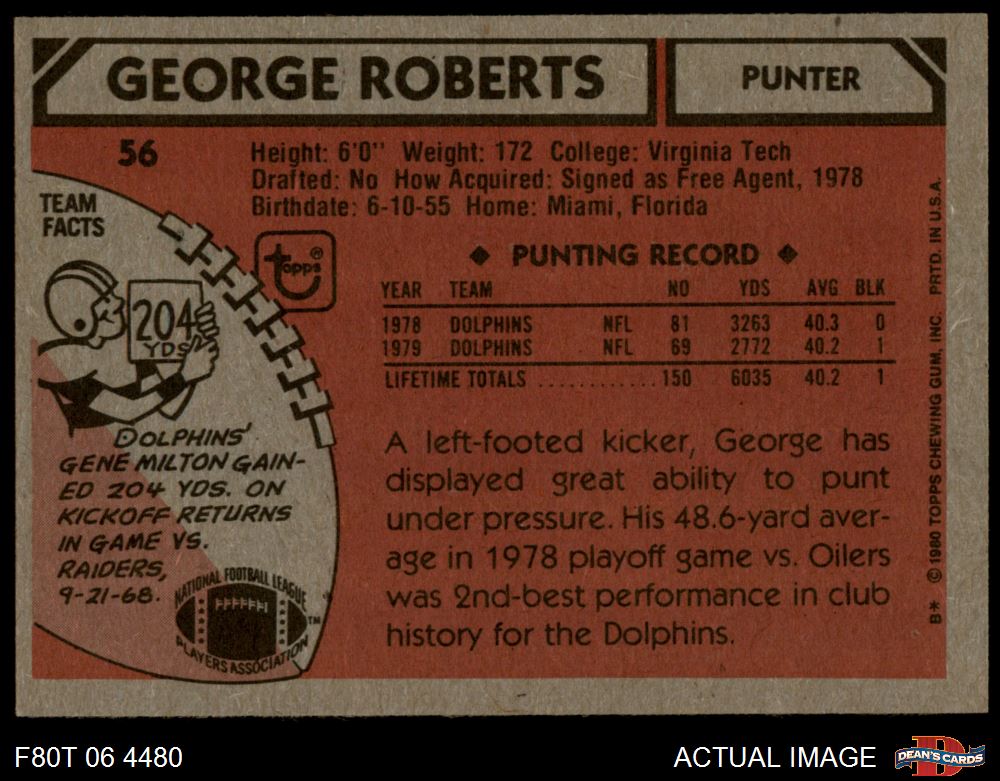 GEORGE ROBERTS
PUNTER
56
Height: 6'0" Weight: 172 College: Virginia Tech
Drafted: No How Acquired: Signed as Free Agent, 1978
Birthdate: 6-10-55 Home: Miami, Florida
TEAM
FACTS
204
YDS
topps®
DOLPHINS'
GENE MILTON GAIN-
ED 204 YDS. ON
KICKOFF RETURNS
IN GAME VS.
RAIDERS,
9-21-68.
NATIONAL FOOTBALL LEAGUE
PLAYERS ASSOCIATION
TM
◆ PUNTING RECORD ◆
YEAR TEAM NO YDS AVG BLK
1978 DOLPHINS NFL 81 3263 40.3 0
1979 DOLPHINS NFL 69 2772 40.2 1
LIFETIME TOTALS ............ 150 6035 40.2 1
A left-footed kicker, George has
displayed great ability to punt
under pressure. His 48.6-yard aver-
age in 1978 playoff game vs. Oilers
was 2nd-best performance in club
history for the Dolphins.
B* © 1980 TOPPS CHEWING GUM, INC. PRTD. IN U.S.A.
F80T 06 4480
ACTUAL IMAGE
D
DEAN'S CARDS